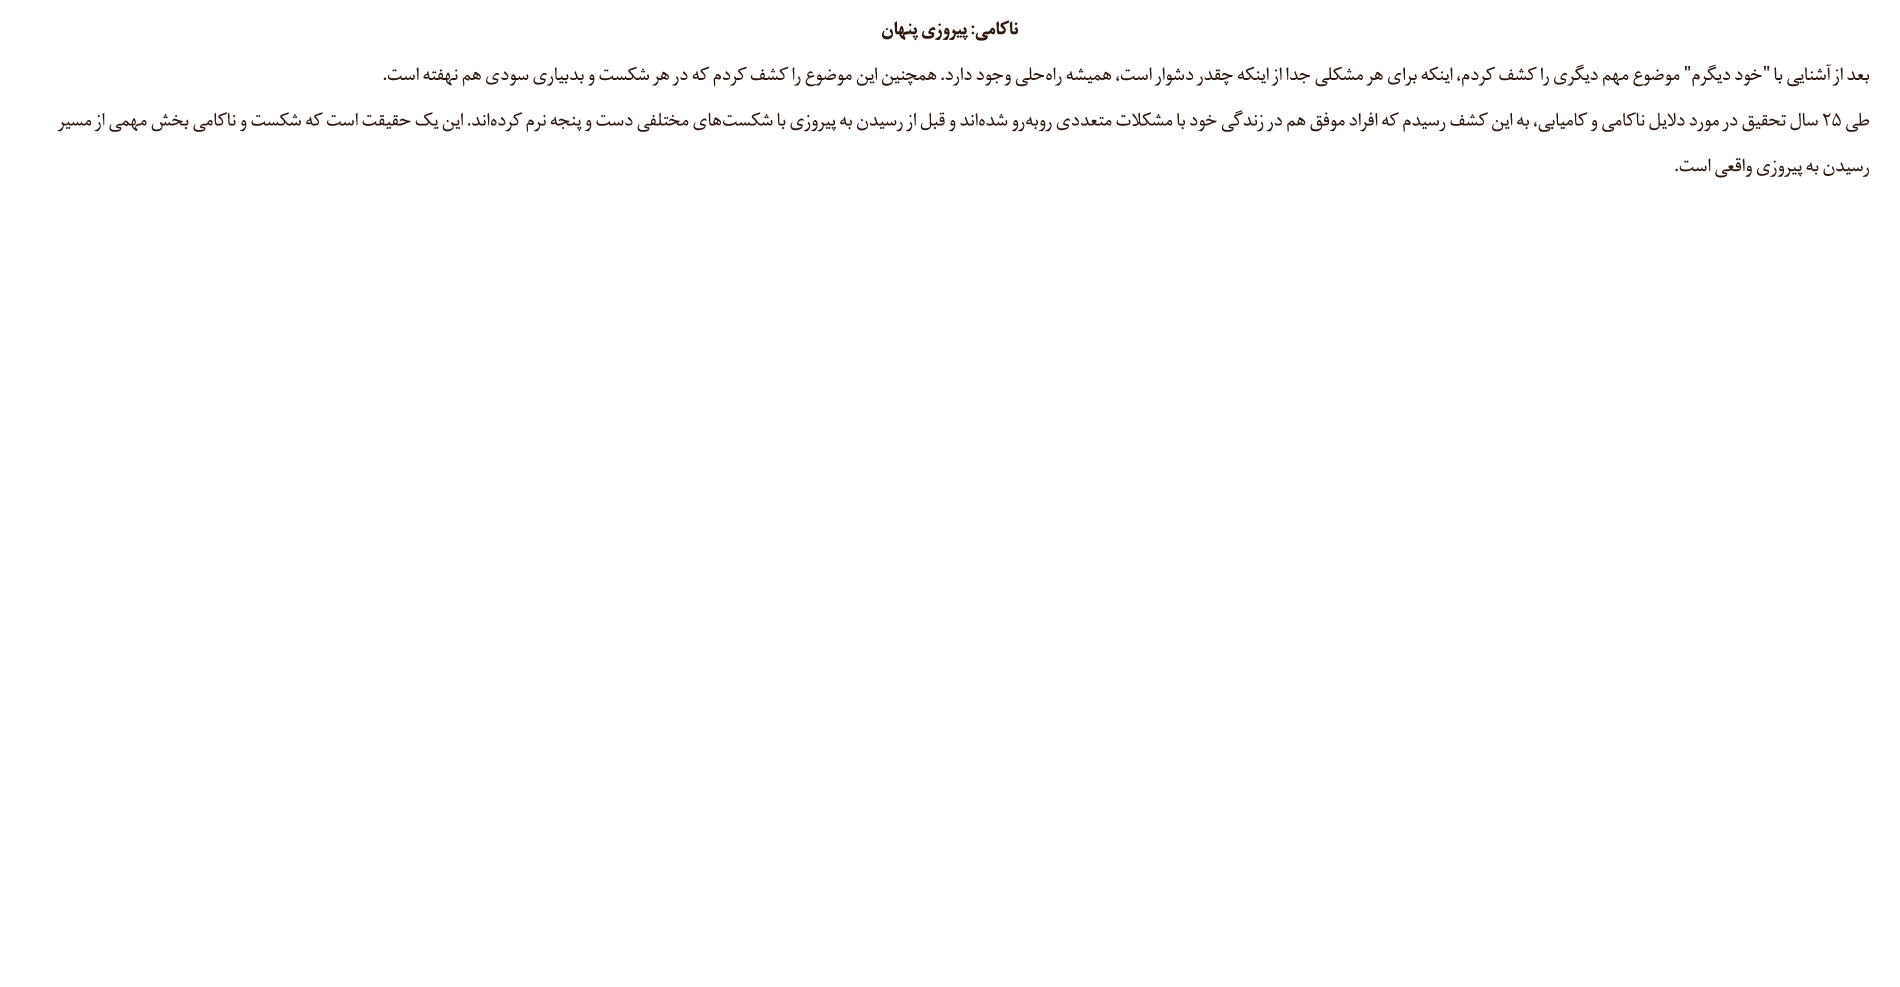 ناکامی: پیروزی پنهان
بعد از آشنایی با "خود دیگرم" موضوع مهم دیگری را کشف کردم، اینکه برای هر مشکلی جدا از اینکه چقدر دشوار است، همیشه راه‌حلی وجود دارد. همچنین این موضوع را کشف کردم که در هر شکست و بدبیاری سودی هم نهفته است.
طی ۲۵ سال تحقیق در مورد دلایل ناکامی و کامیابی، به این کشف رسیدم که افراد موفق هم در زندگی خود با مشکلات متعددی روبه‌رو شده‌اند و قبل از رسیدن به پیروزی با شکست‌های مختلفی دست و پنجه نرم کرده‌اند. این یک حقیقت است که شکست و ناکامی بخش مهمی از مسیر
رسیدن به پیروزی واقعی است.